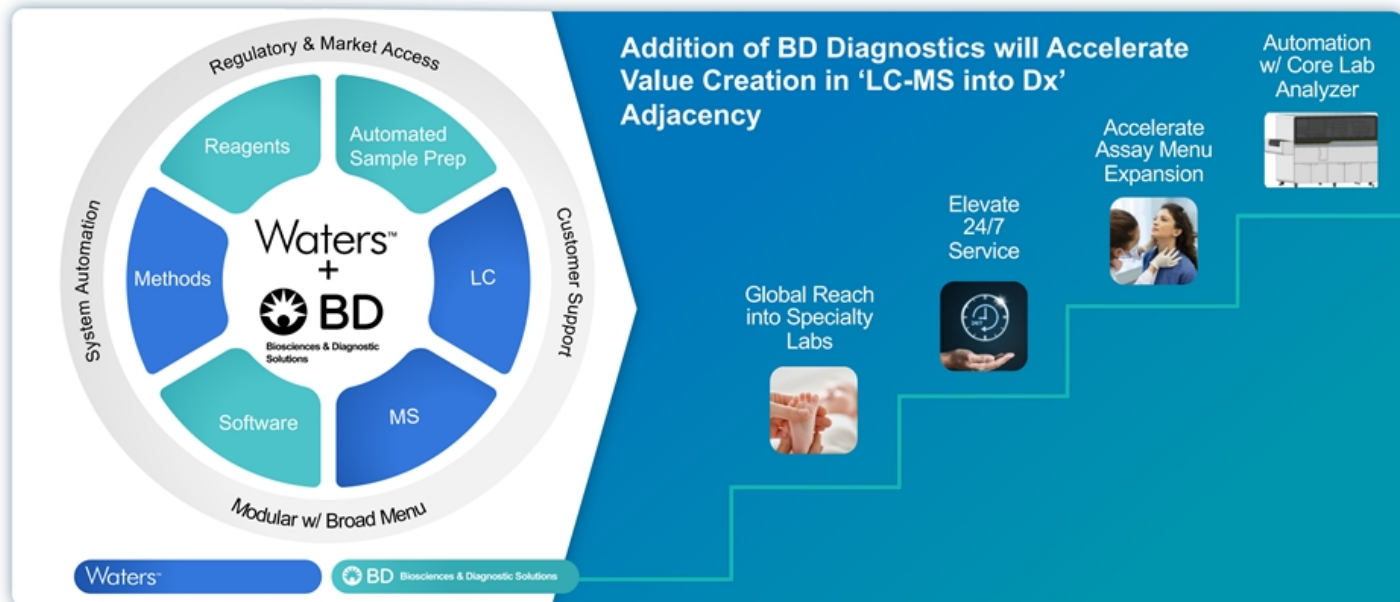 Regulatory & Market Access
System Automation
Customer Support
Modular w/ Broad Menu
Reagents
Automated
Sample Prep
Methods
LC
Software
MS
Waters™
+
BD
Biosciences & Diagnostic
Solutions
Waters™
BD Biosciences & Diagnostic Solutions
Addition of BD Diagnostics will Accelerate
Value Creation in ‘LC-MS into Dx’
Adjacency
Global Reach
into Specialty
Labs
Elevate
24/7
Service
24/7
Accelerate
Assay Menu
Expansion
Automation
w/ Core Lab
Analyzer